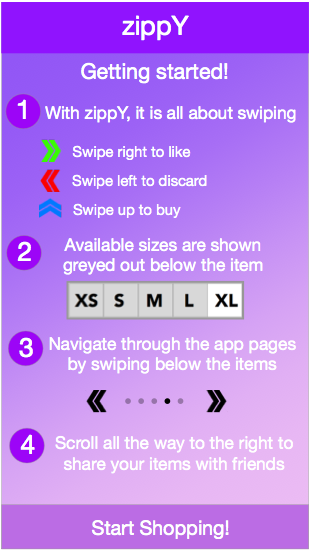 zippY
Getting started!
1 With zippY, it is all about swiping
Swipe right to like
Swipe left to discard
Swipe up to buy
2 Available sizes are shown
greyed out below the item
XS S M L XL
3 Navigate through the app pages
by swiping below the items
4 Scroll all the way to the right to
share your items with friends
Start Shopping!